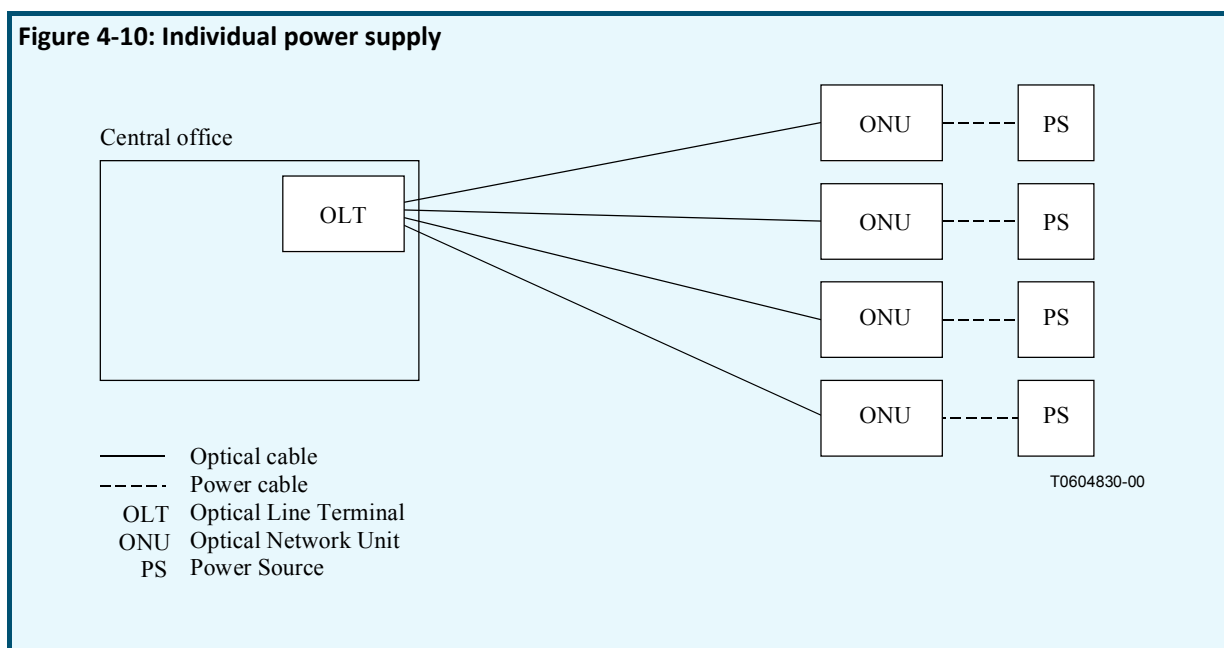 Figure 4-10: Individual power supply
Central office
OLT
ONU
PS
ONU
PS
ONU
PS
ONU
PS
T0604830-00
Optical cable
Power cable
OLT Optical Line Terminal
ONU Optical Network Unit
PS Power Source